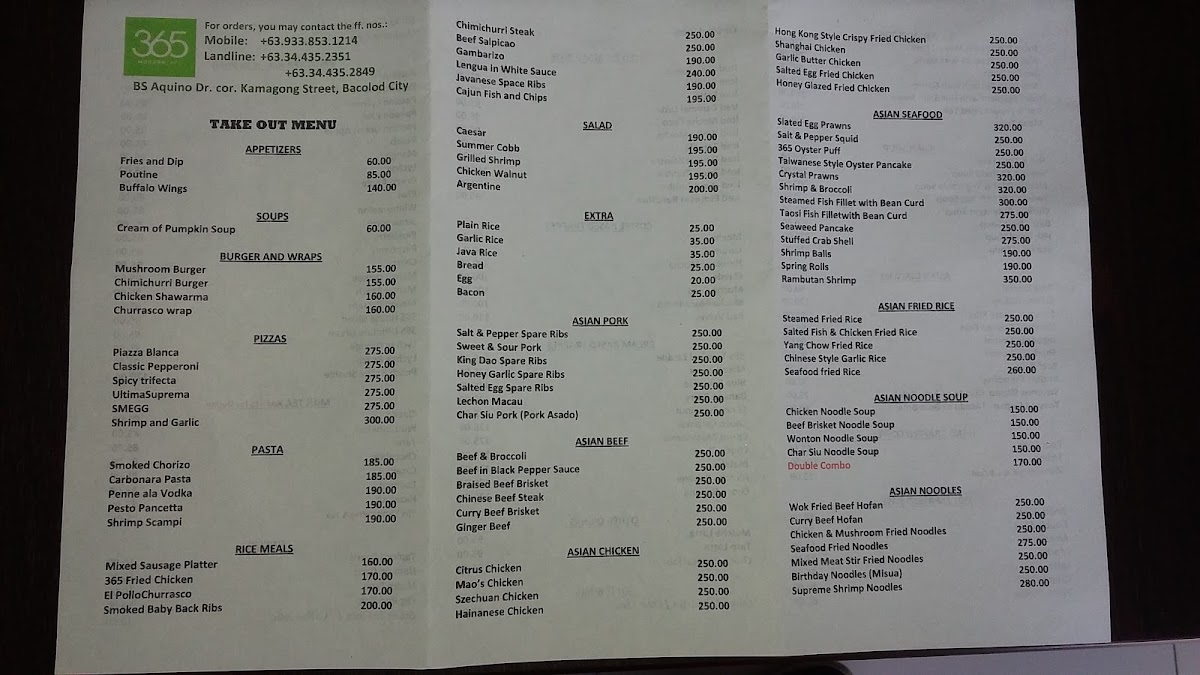 365
For orders, you may contact the ff. nos.:
Mobile: +63.933.853.1214
Landline: +63.34.435.2351
+63.34.435.2849
BS Aquino Dr. cor. Kamagong Street, Bacolod City
TAKE OUT MENU
APPETIZERS
Fries and Dip 60.00
Poutine 85.00
Buffalo Wings 140.00
SOUPS
Cream of Pumpkin Soup 60.00
BURGER AND WRAPS
Mushroom Burger 155.00
Chimichurri Burger 155.00
Chicken Shawarma 160.00
Churrasco wrap 160.00
PIZZAS
Piazza Blanca 275.00
Classic Pepperoni 275.00
Spicy trifecta 275.00
UltimaSuprema 275.00
SMEGG 275.00
Shrimp and Garlic 300.00
PASTA
Smoked Chorizo 185.00
Carbonara Pasta 185.00
Penne ala Vodka 190.00
Pesto Pancetta 190.00
Shrimp Scampi 190.00
RICE MEALS
Mixed Sausage Platter 160.00
365 Fried Chicken 170.00
El PolloChurrasco 170.00
Smoked Baby Back Ribs 200.00
Chimichurri Steak 250.00
Beef Salpicao 250.00
Gambarizo 190.00
Lengua in White Sauce 240.00
Javanese Space Ribs 190.00
Cajun Fish and Chips 195.00
SALAD
Caesar 190.00
Summer Cobb 195.00
Grilled Shrimp 195.00
Chicken Walnut 195.00
Argentine 200.00
EXTRA
Plain Rice 25.00
Garlic Rice 35.00
Java Rice 35.00
Bread 25.00
Egg 20.00
Bacon 25.00
ASIAN PORK
Salt & Pepper Spare Ribs 250.00
Sweet & Sour Pork 250.00
King Dao Spare Ribs 250.00
Honey Garlic Spare Ribs 250.00
Salted Egg Spare Ribs 250.00
Lechon Macau 250.00
Char Siu Pork (Pork Asado) 250.00
ASIAN BEEF
Beef & Broccoli 250.00
Beef in Black Pepper Sauce 250.00
Braised Beef Brisket 250.00
Chinese Beef Steak 250.00
Curry Beef Brisket 250.00
Ginger Beef 250.00
ASIAN CHICKEN
Citrus Chicken 250.00
Mao's Chicken 250.00
Szechuan Chicken 250.00
Hainanese Chicken 250.00
Hong Kong Style Crispy Fried Chicken 250.00
Shanghai Chicken 250.00
Garlic Butter Chicken 250.00
Salted Egg Fried Chicken 250.00
Honey Glazed Fried Chicken 250.00
ASIAN SEAFOOD
Slated Egg Prawns 320.00
Salt & Pepper Squid 250.00
365 Oyster Puff 250.00
Taiwanese Style Oyster Pancake 250.00
Crystal Prawns 320.00
Shrimp & Broccoli 320.00
Steamed Fish Fillet with Bean Curd 300.00
Taosi Fish Filletwith Bean Curd 275.00
Seaweed Pancake 250.00
Stuffed Crab Shell 275.00
Shrimp Balls 190.00
Spring Rolls 190.00
Rambutan Shrimp 350.00
ASIAN FRIED RICE
Steamed Fried Rice 250.00
Salted Fish & Chicken Fried Rice 250.00
Yang Chow Fried Rice 250.00
Chinese Style Garlic Rice 250.00
Seafood fried Rice 260.00
ASIAN NOODLE SOUP
Chicken Noodle Soup 150.00
Beef Brisket Noodle Soup 150.00
Wonton Noodle Soup 150.00
Char Siu Noodle Soup 150.00
Double Combo 170.00
ASIAN NOODLES
Wok Fried Beef Hofan 250.00
Curry Beef Hofan 250.00
Chicken & Mushroom Fried Noodles 250.00
Seafood Fried Noodles 275.00
Mixed Meat Stir Fried Noodles 250.00
Birthday Noodles (Misua) 250.00
Supreme Shrimp Noodles 280.00